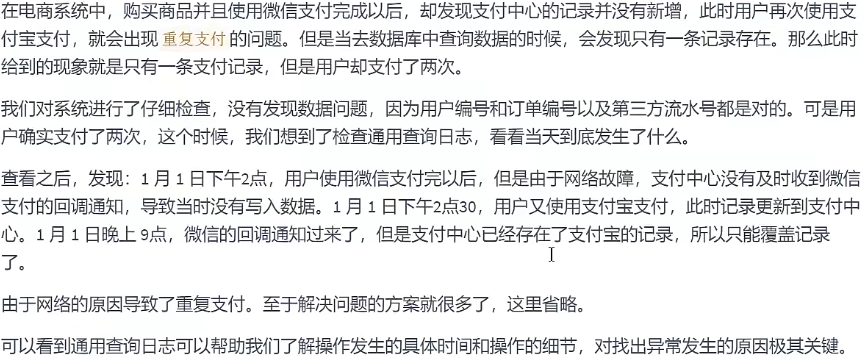 在电商系统中，购买商品并且使用微信支付完成以后，却发现支付中心的记录并没有新增，此时用户再次使用支
付宝支付，就会出现 重复支付 的问题。但是当去数据库中查询数据的时候，会发现只有一条记录存在。那么此时
给到的现象就是只有一条支付记录，但是用户却支付了两次。
我们对系统进行了仔细检查，没有发现数据问题，因为用户编号和订单编号以及第三方流水号都是对的。可是用
户确实支付了两次，这个时候，我们想到了检查通用查询日志，看看当天到底发生了什么。
查看之后，发现：1 月 1 日下午2点，用户使用微信支付完以后，但是由于网络故障，支付中心没有及时收到微信
支付的回调通知，导致当时没有写入数据。1 月 1 日下午2点30，用户又使用支付宝支付，此时记录更新到支付中
心。1 月 1 日晚上 9点，微信的回调通知过来了，但是支付中心已经存在了支付宝的记录，所以只能覆盖记录
了。
由于网络的原因导致了重复支付。至于解决问题的方案就很多了，这里省略。
可以看到通用查询日志可以帮助我们了解操作发生的具体时间和操作的细节，对找出异常发生的原因极其关键。